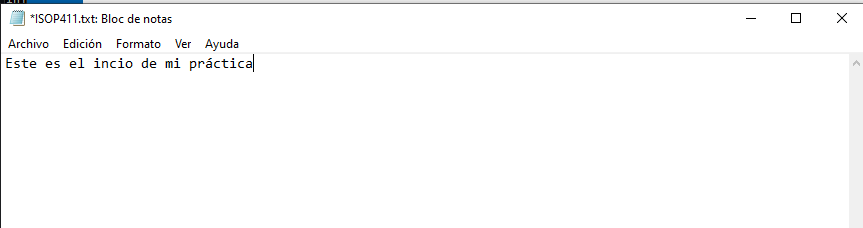 *ISOP411.txt: Bloc de notas
Archivo Edición Formato Ver Ayuda
Este es el incio de mi práctica